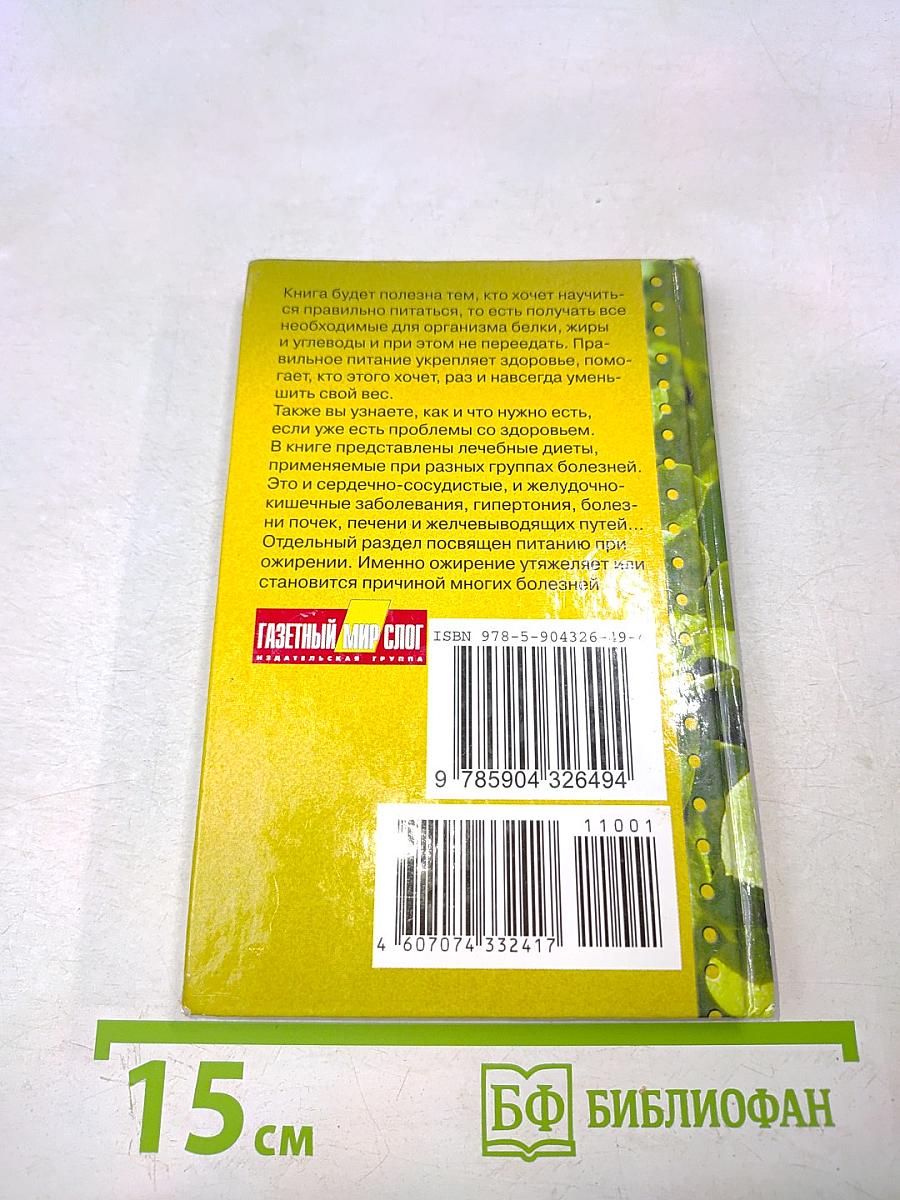 Книга будет полезна тем, кто хочет научить-
ся правильно питаться, то есть получать все
необходимые для организма белки, жиры
и углеводы и при этом не переедать. Пра-
вильное питание укрепляет здоровье, помо-
гает, кто этого хочет, раз и навсегда умень-
шить свой вес.
Также вы узнаете, как и что нужно есть,
если уже есть проблемы со здоровьем.
В книге представлены лечебные диеты,
применяемые при разных группах болезней.
Это и сердечно-сосудистые, и желудочно-
кишечные заболевания, гипертония, болез-
ни почек, печени и желчевыводящих путей...
Отдельный раздел посвящен питанию при
ожирении. Именно ожирение утяжеляет или
становится причиной многих болезней
ГАЗЕТНЫЙ МИР СЛОГ
ИЗДАТЕЛЬСКАЯ ГРУППА
ISBN 978-5-904326-49-4
9 785904 326494
11001
4 607074 332417
15 см
БФ БИБЛИОФАН